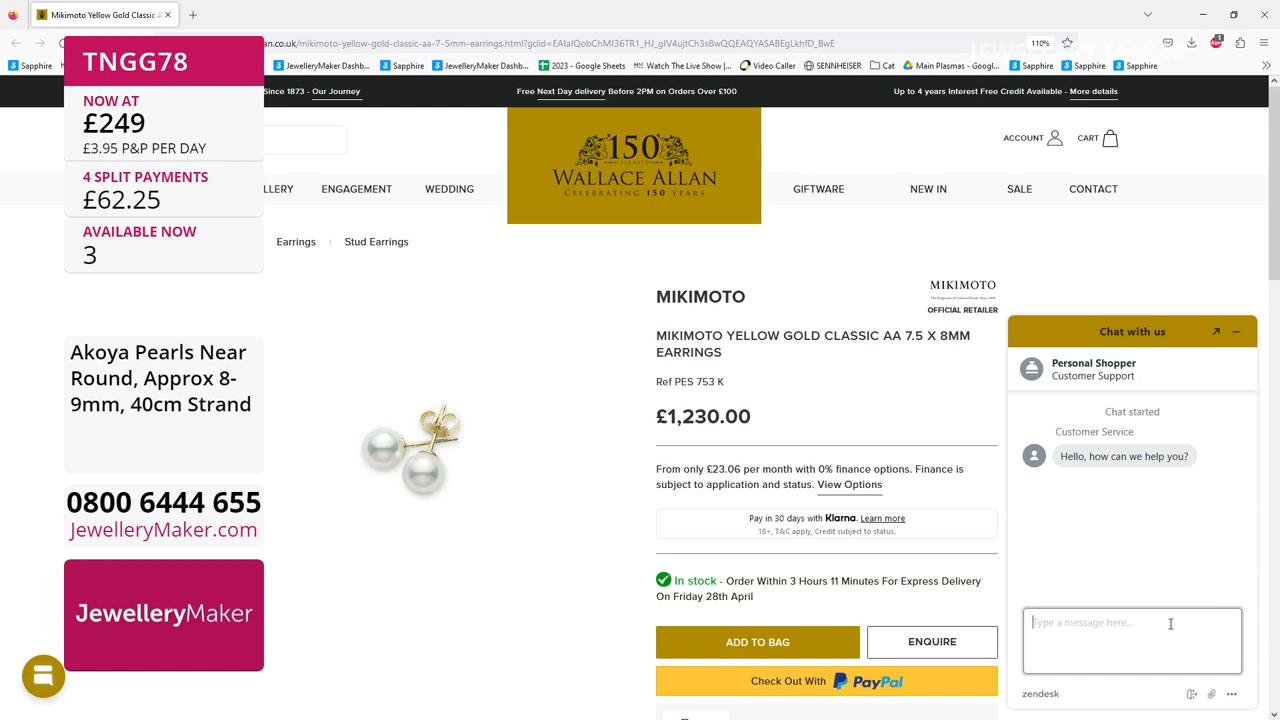 Mikimoto Yellow Gold Classic A
an.co.uk/mikimoto-yellow-gold-classic-aa-7-5mm-earrings.html?gclid=
110%
Sapphire
JewelleryMaker Dashb...
Sapphire
JewelleryMaker Dashb...
2023 - Google Sheets
Watch The Live Show |...
Video Caller
SENNHEISER
Cat
Main Plasmas - Googl...
Sapphire
Sapphire
Sapphire
TNGG78
NOW AT
£249
£3.95 P&P PER DAY
4 SPLIT PAYMENTS
£62.25
AVAILABLE NOW
3
Since 1873 - Our Journey
Free Next Day delivery Before 2PM on Orders Over £100
Up to 4 years Interest Free Credit Available - More details
150
WALLACE ALLAN
CELEBRATING 150 YEARS
ACCOUNT
CART
LLERY
ENGAGEMENT
WEDDING
GIFTWARE
NEW IN
SALE
CONTACT
Earrings | Stud Earrings
Akoya Pearls Near
Round, Approx 8-
9mm, 40cm Strand
0800 6444 655
JewelleryMaker.com
JewelleryMaker
MIKIMOTO
MIKIMOTO
OFFICIAL RETAILER
MIKIMOTO YELLOW GOLD CLASSIC AA 7.5 X 8MM
EARRINGS
Ref PES 753 K
£1,230.00
From only £23.06 per month with 0% finance options. Finance is
subject to application and status. View Options
Pay in 30 days with Klarna. Learn more
18+, T&C apply, Credit subject to status.
In stock - Order Within 3 Hours 11 Minutes For Express Delivery
On Friday 28th April
ADD TO BAG
ENQUIRE
Check Out With PayPal
Chat with us
Personal Shopper
Customer Support
Chat started
Customer Service
Hello, how can we help you?
Type a message here...
zendesk